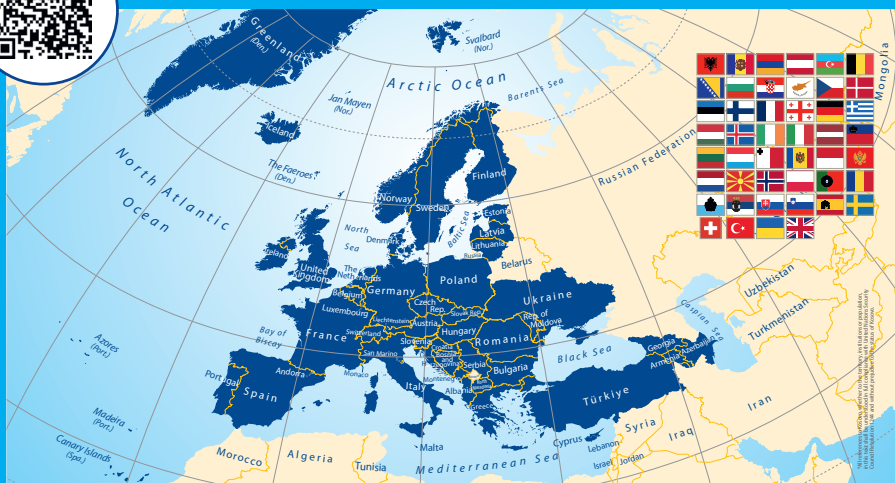 Greenland
(Den.)
Svalbard
(Nor.)
Arctic Ocean
Barents Sea
Jan Mayen
(Nor.)
Iceland
The Faeroes
(Den.)
North Atlantic
Ocean
Mongolia
Russian Federation
Norway
Sweden
Finland
Baltic Sea
Estonia
Latvia
Lithuania
Russia
Belarus
North
Sea
Denmark
Ireland
United
Kingdom
The
Netherlands
Belgium
Luxembourg
Germany
Poland
Czech
Rep.
Slovak Rep.
Ukraine
Rep. of
Moldova
Liechtenstein
Austria
Hungary
Switzerland
Slovenia
Croatia
Romania
France
Bay of
Biscay
San Marino
Bosnia
and
Herzegovina
Serbia
Bulgaria
Black Sea
Georgia
Armenia
Azerbaijan
Caspian Sea
Uzbekistan
Turkmenistan
Azores
(Port.)
Portugal
Spain
Andorra
Monaco
Italy
Albania
Greece
Türkiye
Madeira
(Port.)
Canary Islands
(Spa.)
Morocco
Algeria
Tunisia
Malta
Mediterranean Sea
Cyprus
Lebanon
Israel
Jordan
Syria
Iraq
Iran